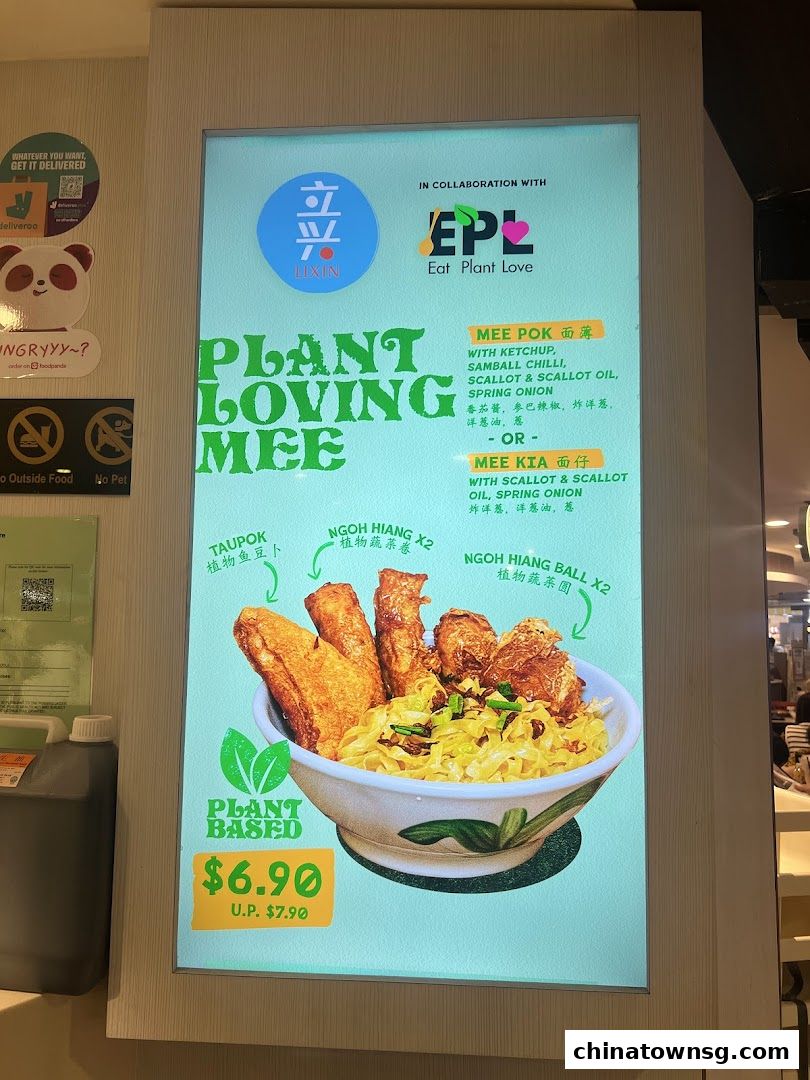 WHATEVER YOU WANT,
GET IT DELIVERED
deliveroo
NGRYYY~?
order on foodpanda
o Outside Food
No Pet
立
兴
LIXIN
IN COLLABORATION WITH
EPL
Eat Plant Love
PLANT
LOVING
MEE
MEE POK 面薄
WITH KETCHUP,
SAMBALL CHILLI,
SCALLOT & SCALLOT OIL,
SPRING ONION
番茄酱, 参巴辣椒, 炸洋葱,
洋葱油, 葱
- OR -
MEE KIA 面仔
WITH SCALLOT & SCALLOT
OIL, SPRING ONION
炸洋葱, 洋葱油, 葱
TAUPOK
植物鱼豆卜
NGOH HIANG X2
植物蔬菜卷
NGOH HIANG BALL X2
植物蔬菜圆
PLANT
BASED
$6.90
U.P. $7.90
chinatownsg.com